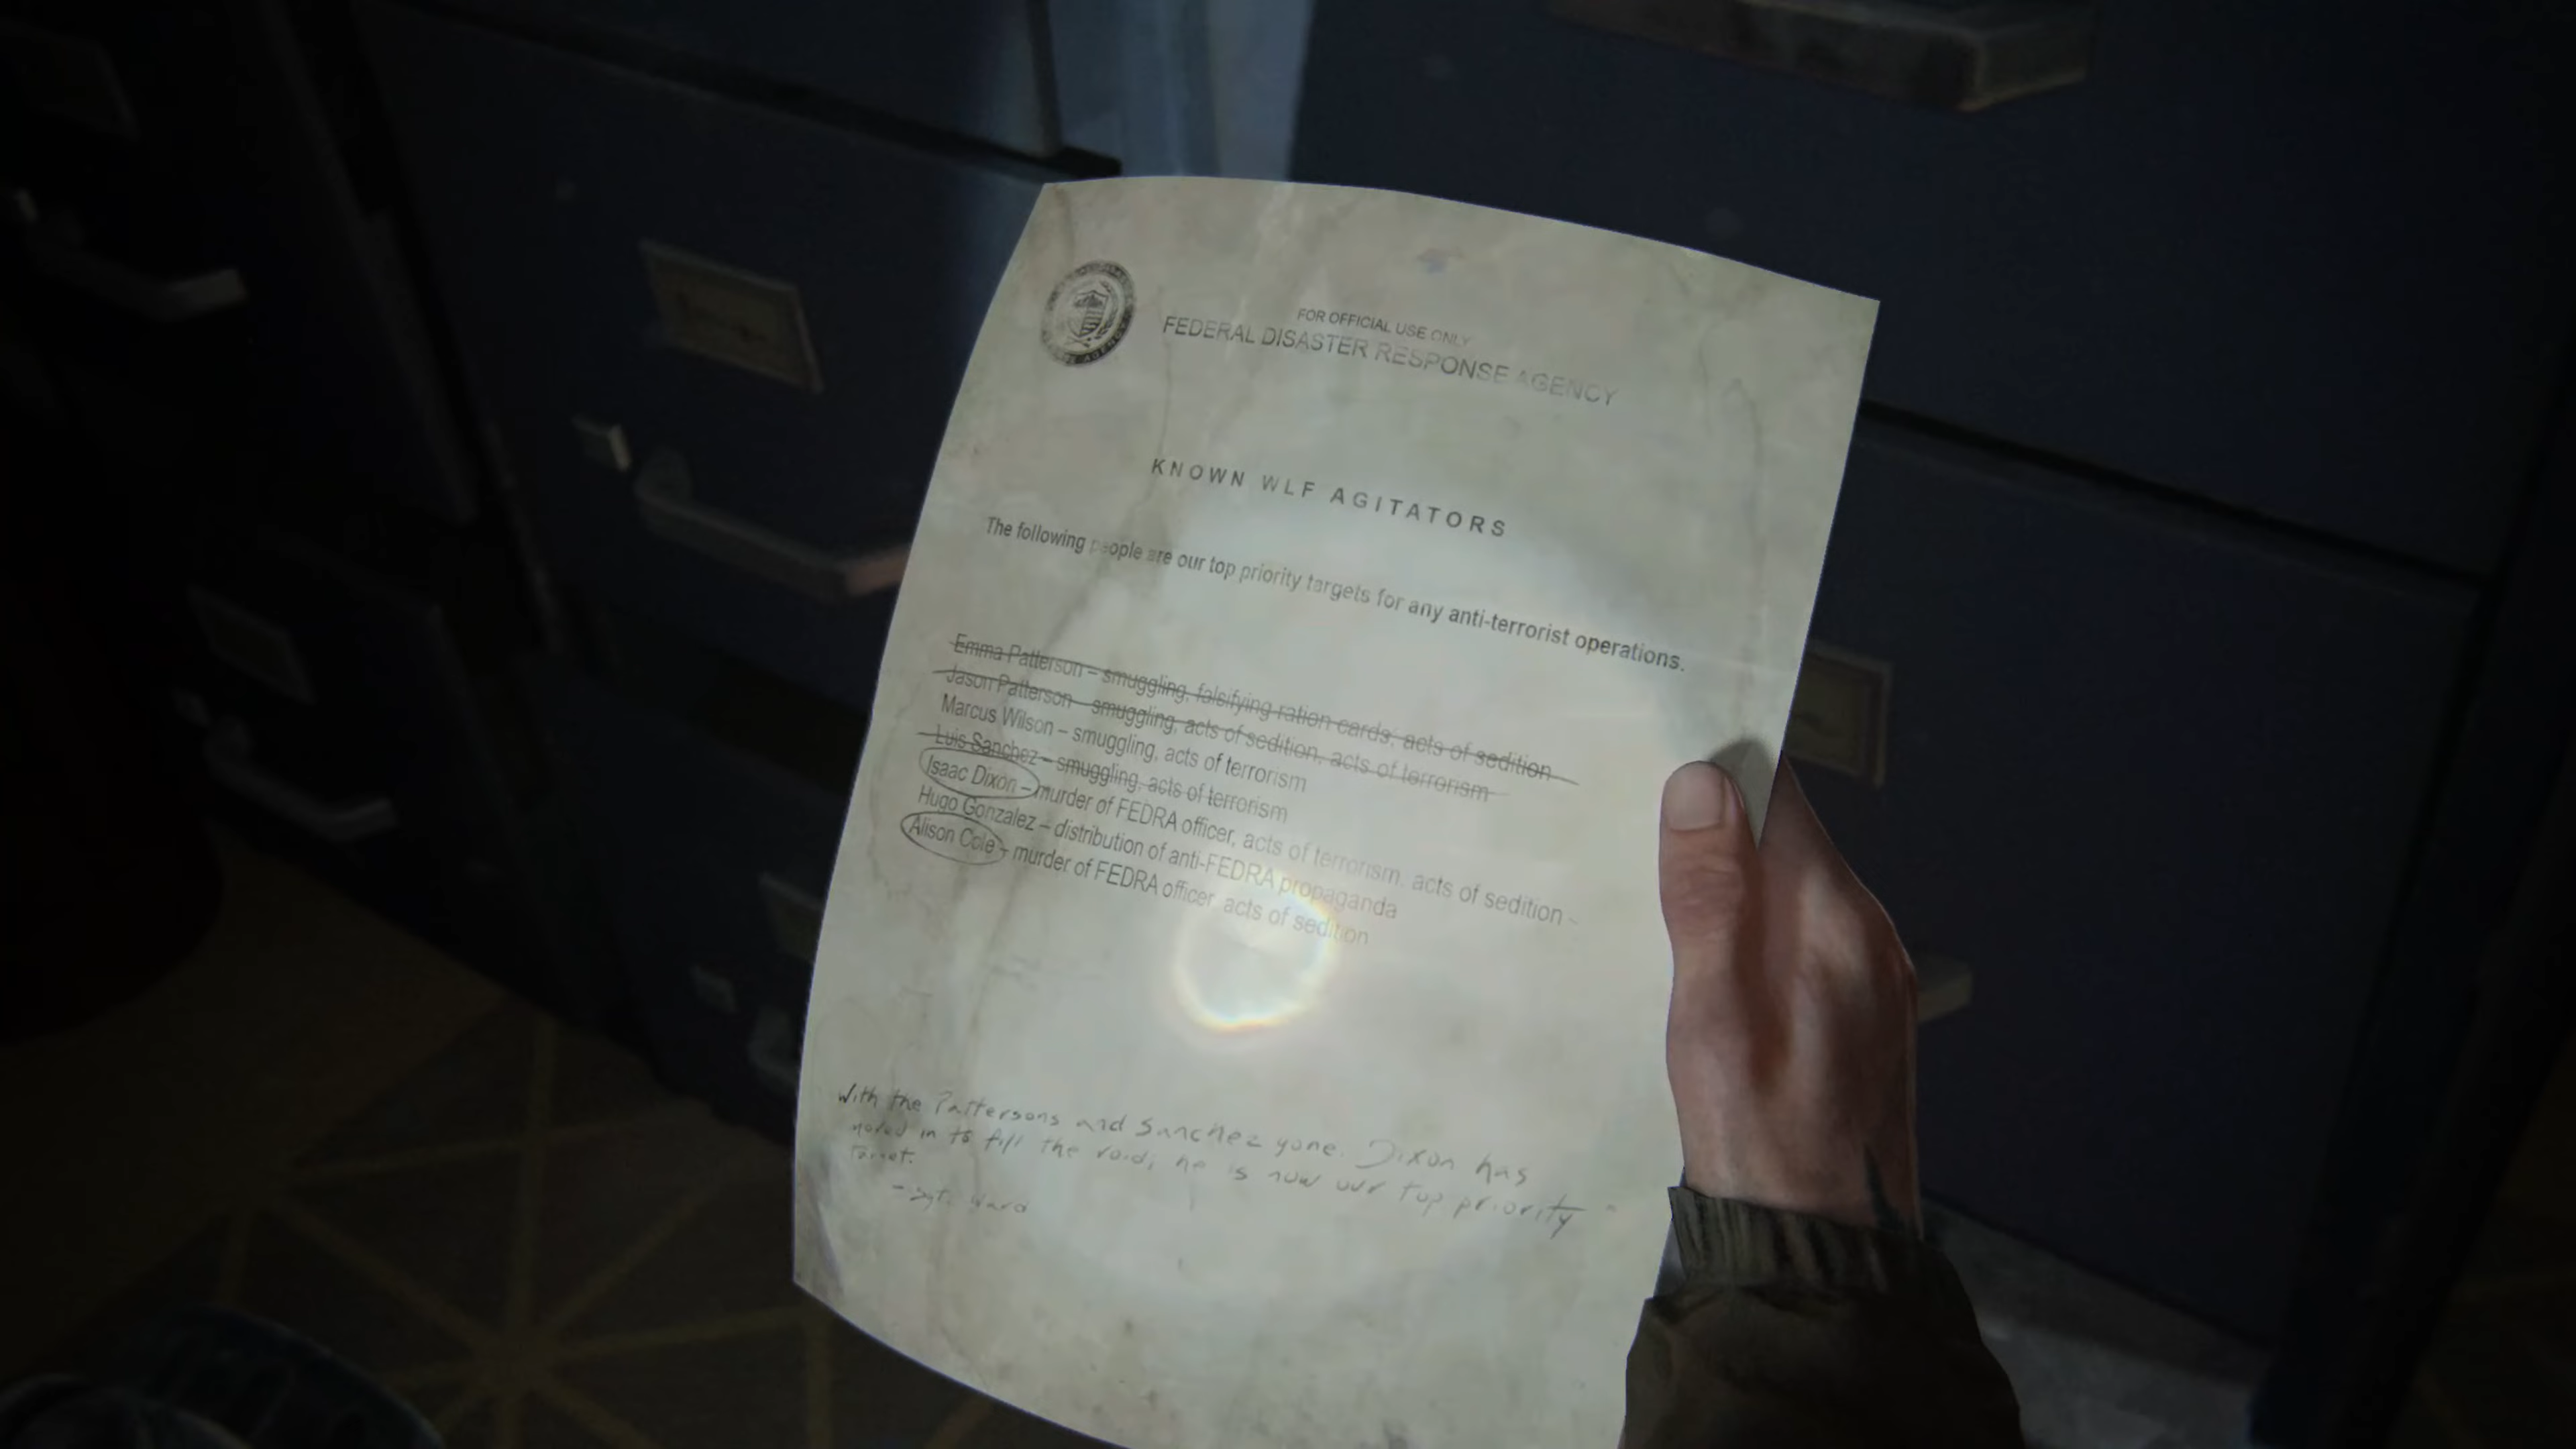 FOR OFFICIAL USE ONLY
FEDERAL DISASTER RESPONSE AGENCY
KNOWN WLF AGITATORS
The following people are our top priority targets for any anti-terrorist operations.
Emma Patterson – smuggling, falsifying ration cards, acts of sedition
Jason Patterson – smuggling, acts of sedition, acts of terrorism
Marcus Wilson – smuggling, acts of terrorism
Luis Sanchez – smuggling, acts of terrorism
Isaac Dixon – murder of FEDRA officer, acts of terrorism, acts of sedition -
Hugo Gonzalez – distribution of anti-FEDRA propaganda
Alison Cole – murder of FEDRA officer, acts of sedition
With the Pattersons and Sanchez gone, Dixon has
moved in to fill the void; he is now our top priority
target.
- Sgt. Ward